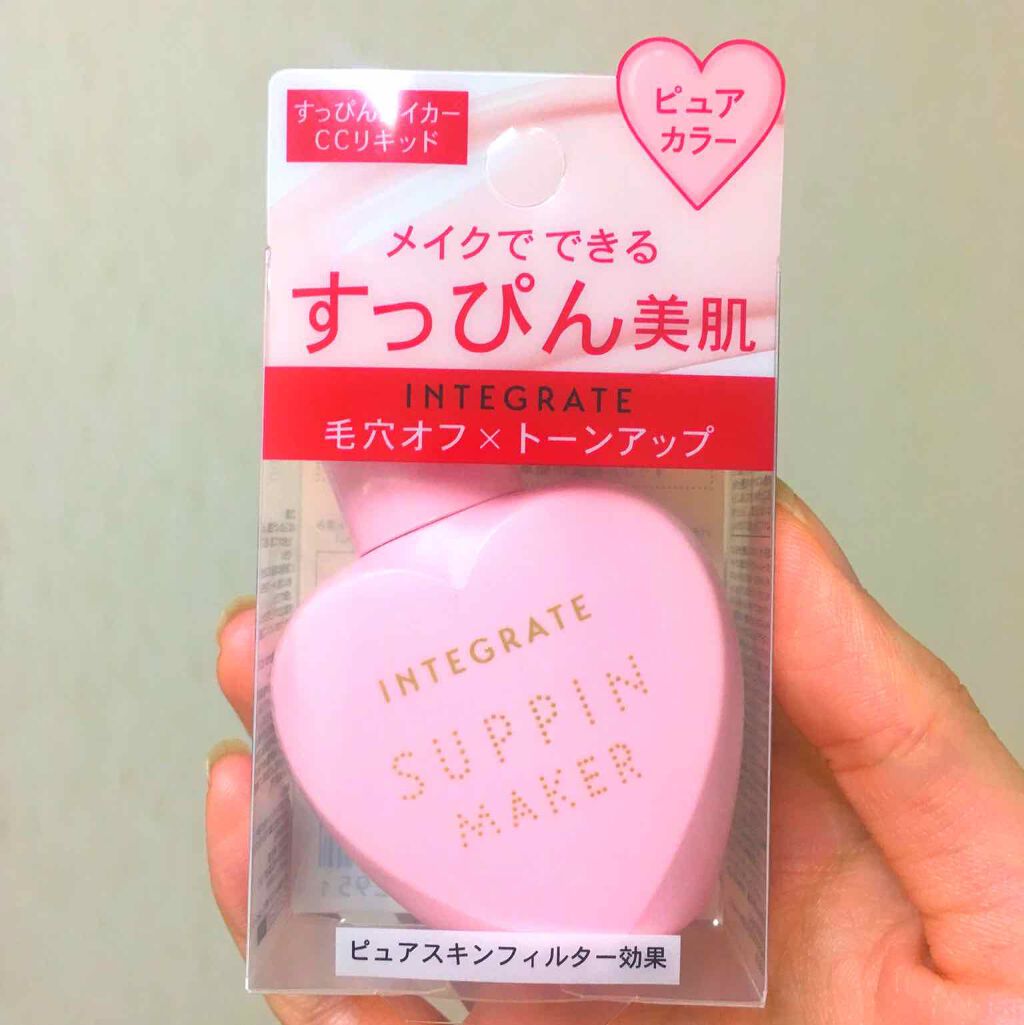 すっぴんメイカー
CCリキッド
ピュア
カラー
メイクで できる
すっぴん美肌
INTEGRATE
毛穴オフ×トーンアップ
INTEGRATE
SUPPIN
MAKER
ピュアスキンフィルター効果